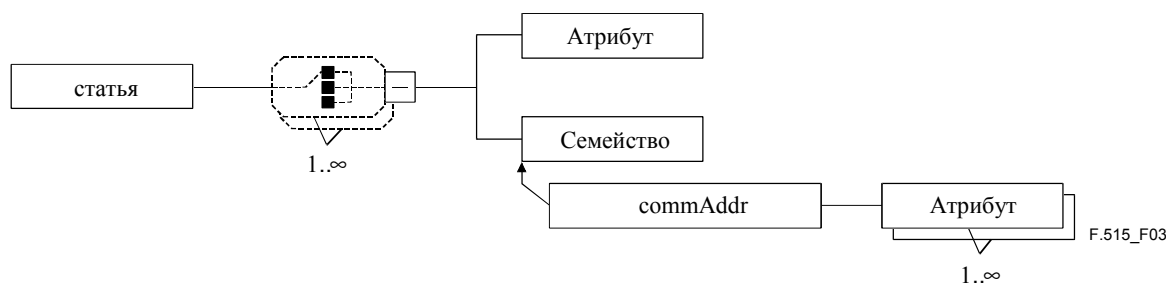 Атрибут
статья
Семейство
1..∞
commAddr
Атрибут
F.515_F03
1..∞